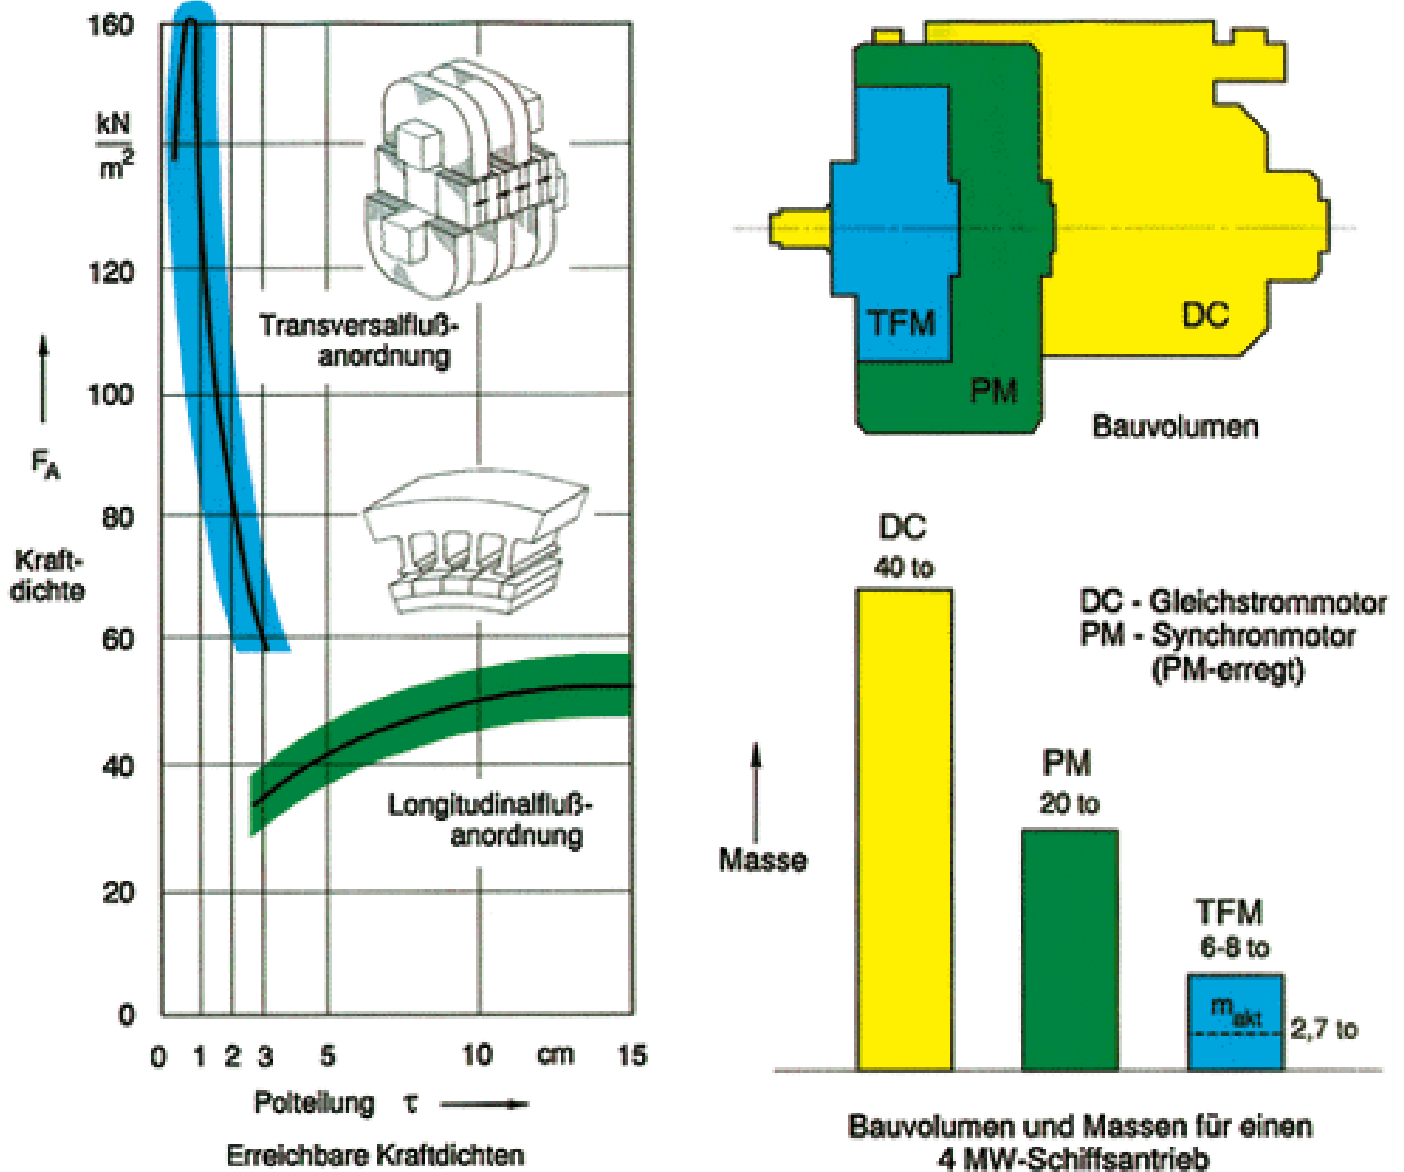 160
kN
m²
120
100
80
60
40
20
0
F_A
Kraft-
dichte
Transversalfluß-
anordnung
Longitudinalfluß-
anordnung
0 1 2 3 5 10 cm 15
Polteilung τ
Erreichbare Kraftdichten
TFM
PM
DC
Bauvolumen
DC
40 to
DC - Gleichstrommotor
PM - Synchronmotor
(PM-erregt)
PM
20 to
Masse
TFM
6-8 to
m_akt
2,7 to
Bauvolumen und Massen für einen
4 MW-Schiffsantrieb